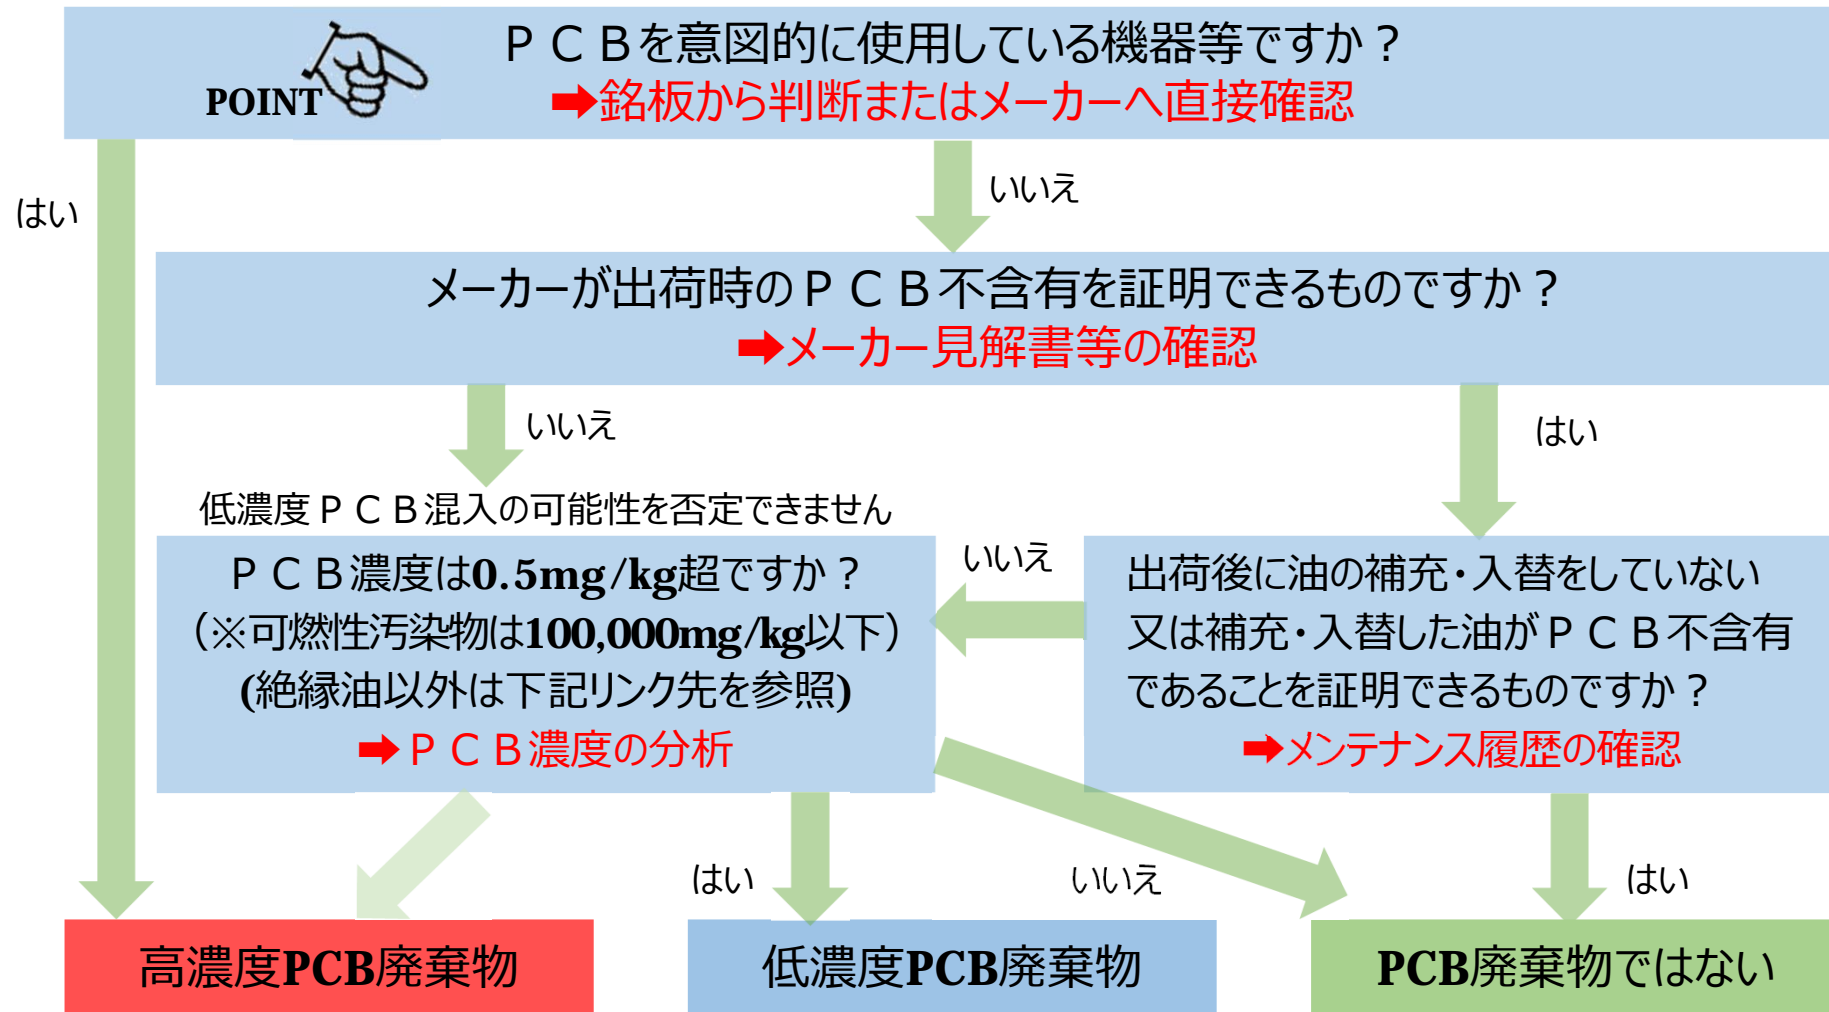 ＰＣＢを意図的に使用している機器等ですか？
POINT
➡銘板から判断またはメーカーへ直接確認
はい
いいえ
メーカーが出荷時のＰＣＢ不含有を証明できるものですか？
➡メーカー見解書等の確認
いいえ
はい
低濃度ＰＣＢ混入の可能性を否定できません
ＰＣＢ濃度は0.5mg/kg超ですか？
（※可燃性汚染物は100,000mg/kg以下）
(絶縁油以外は下記リンク先を参照)
➡ＰＣＢ濃度の分析
いいえ
出荷後に油の補充・入替をしていない
又は補充・入替した油がＰＣＢ不含有
であることを証明できるものですか？
➡メンテナンス履歴の確認
はい
いいえ
はい
高濃度PCB廃棄物
低濃度PCB廃棄物
PCB廃棄物ではない